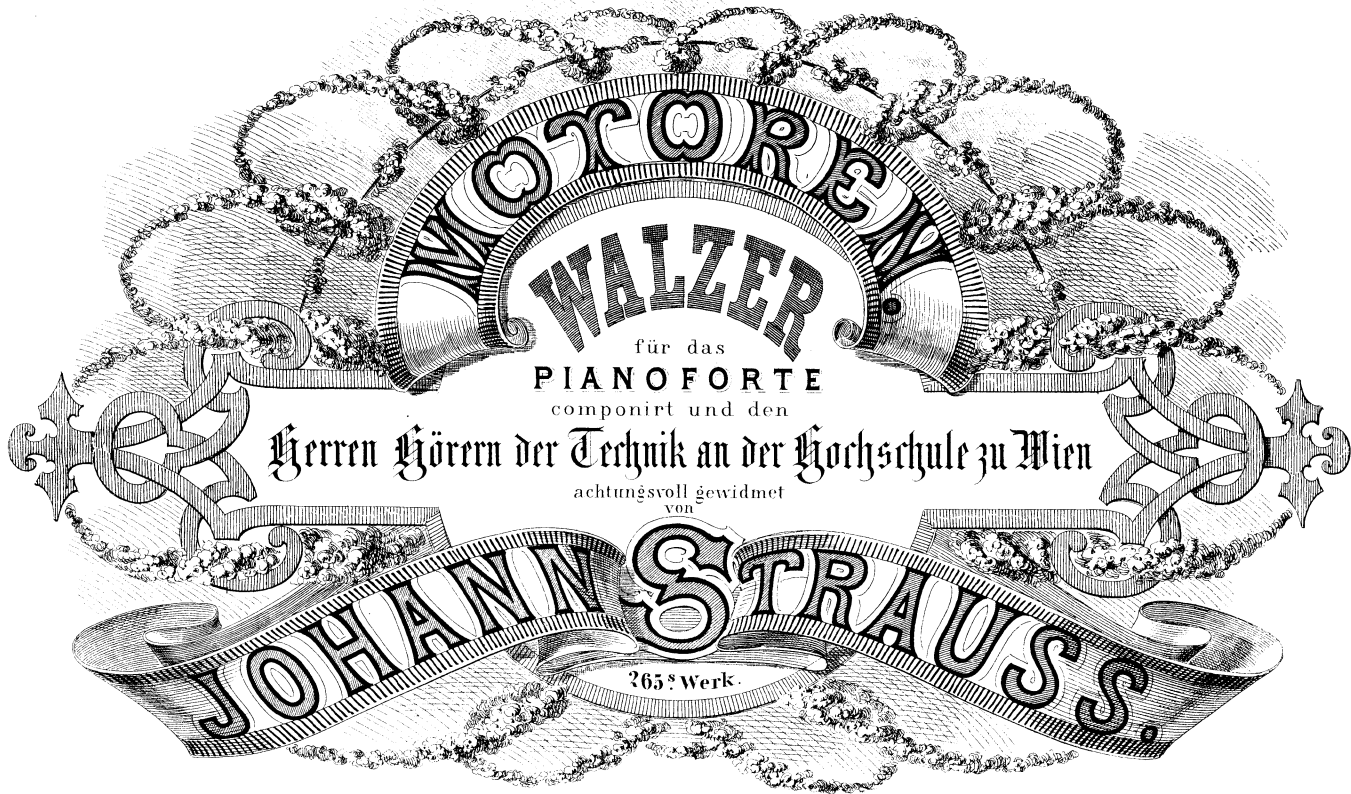 MOTOREN.
WALZER
für das
PIANOFORTE
componirt und den
Herren Hörern der Technik an der Hochschule zu Wien
achtungsvoll gewidmet
von
JOHANN STRAUSS.
265s Werk.